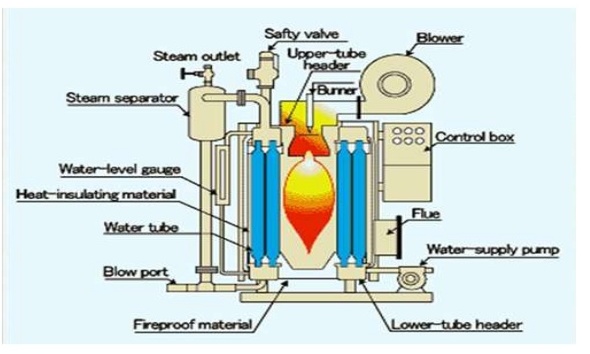 Safty valve
Blower
Steam outlet
Upper-tube
header
Burner
Steam separator
Control box
Water-level gauge
Heat-insulating material
Flue
Water tube
Water-supply pump
Blow port
Fireproof material
Lower-tube header